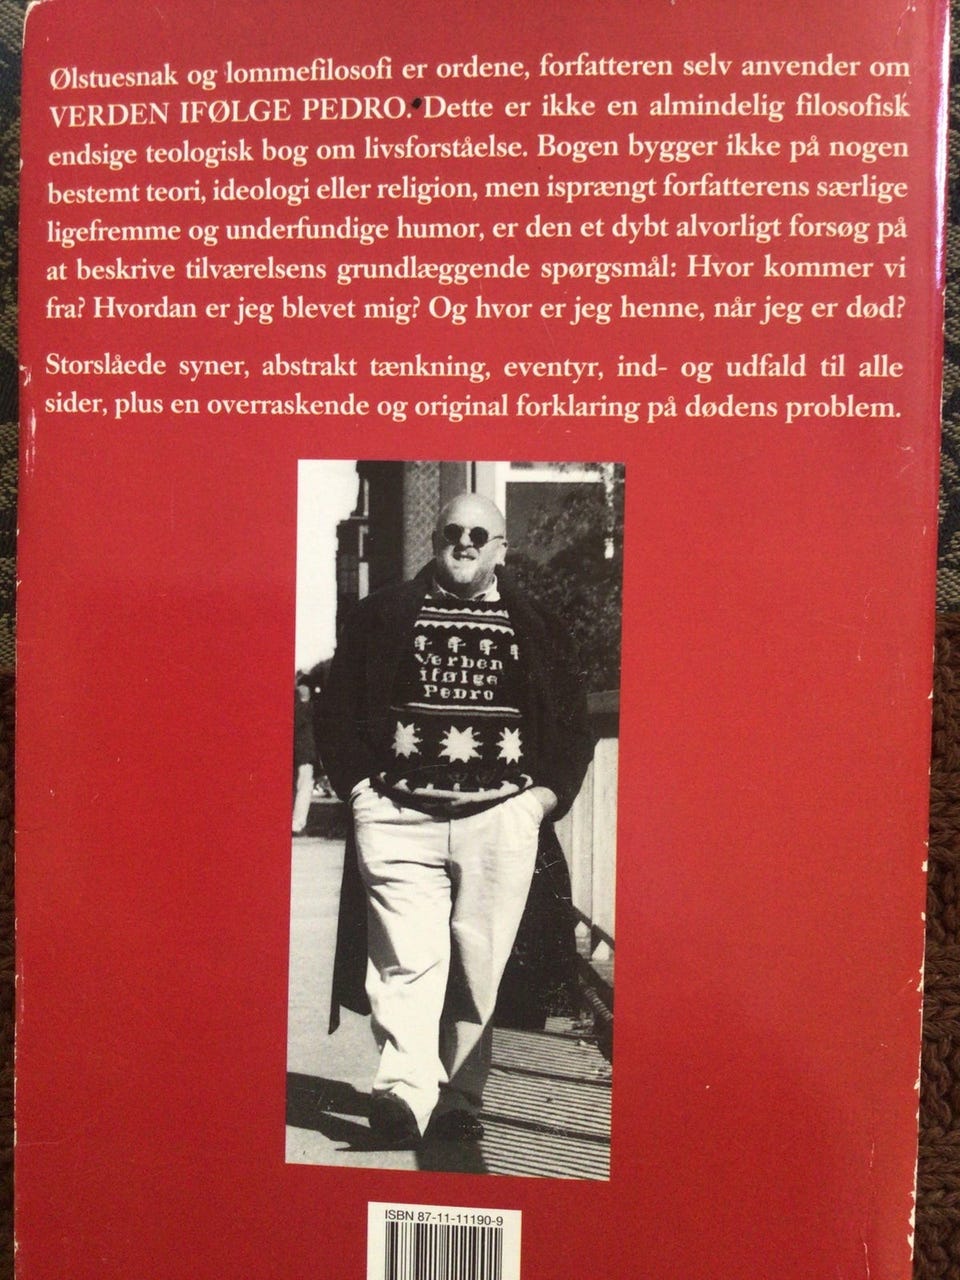 Ølstuesnak og lommefilosofi er ordene, forfatteren selv anvender om
VERDEN IFØLGE PEDRO. Dette er ikke en almindelig filosofisk
endsige teologisk bog om livsforståelse. Bogen bygger ikke på nogen
bestemt teori, ideologi eller religion, men isprængt forfatterens særlige
ligefremme og underfundige humor, er den et dybt alvorligt forsøg på
at beskrive tilværelsens grundlæggende spørgsmål: Hvor kommer vi
fra? Hvordan er jeg blevet mig? Og hvor er jeg henne, når jeg er død?
Storslåede syner, abstrakt tænkning, eventyr, ind- og udfald til alle
sider, plus en overraskende og original forklaring på dødens problem.
Verden
ifølge
Pedro
ISBN 87-11-11190-9